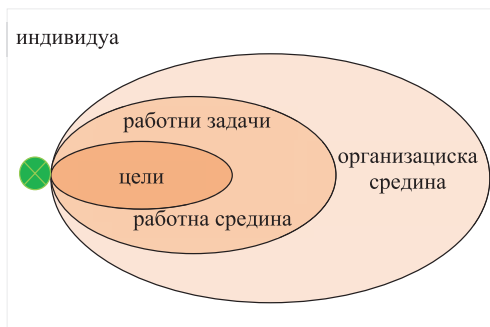 индивидуа
работни задачи
цели
работна средина
организациска
средина